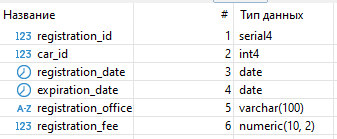 Название # Тип данных
123 registration_id 1 serial4
123 car_id 2 int4
registration_date 3 date
expiration_date 4 date
A-Z registration_office 5 varchar(100)
123 registration_fee 6 numeric(10, 2)